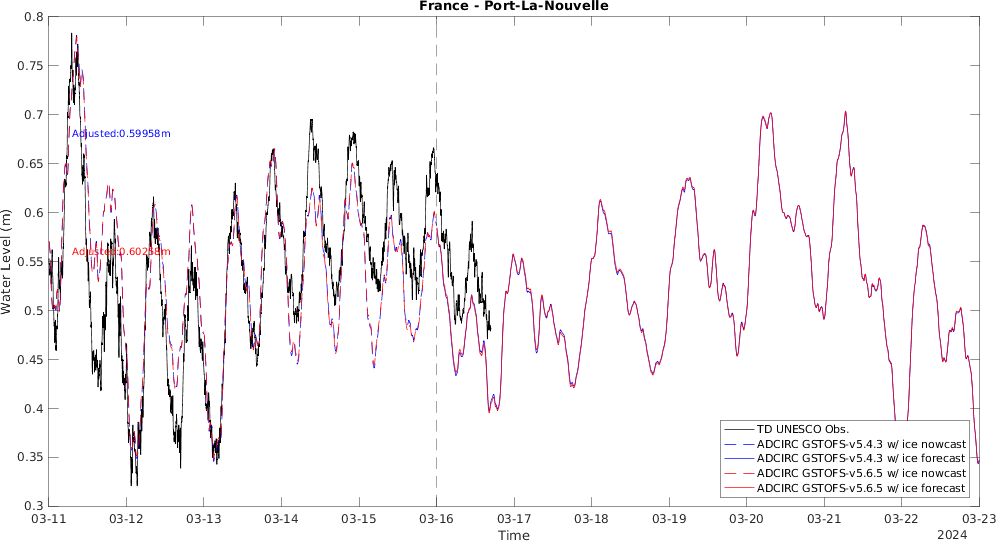 France - Port-La-Nouvelle
0.8
0.75
0.7
0.65
0.6
0.55
0.5
0.45
0.4
0.35
0.3
Water Level (m)
Adjusted:0.59958m
Adjusted:0.60258m
TD UNESCO Obs.
ADCIRC GSTOFS-v5.4.3 w/ ice nowcast
ADCIRC GSTOFS-v5.4.3 w/ ice forecast
ADCIRC GSTOFS-v5.6.5 w/ ice nowcast
ADCIRC GSTOFS-v5.6.5 w/ ice forecast
03-11 03-12 03-13 03-14 03-15 03-16 03-17 03-18 03-19 03-20 03-21 03-22 03-23
Time
2024